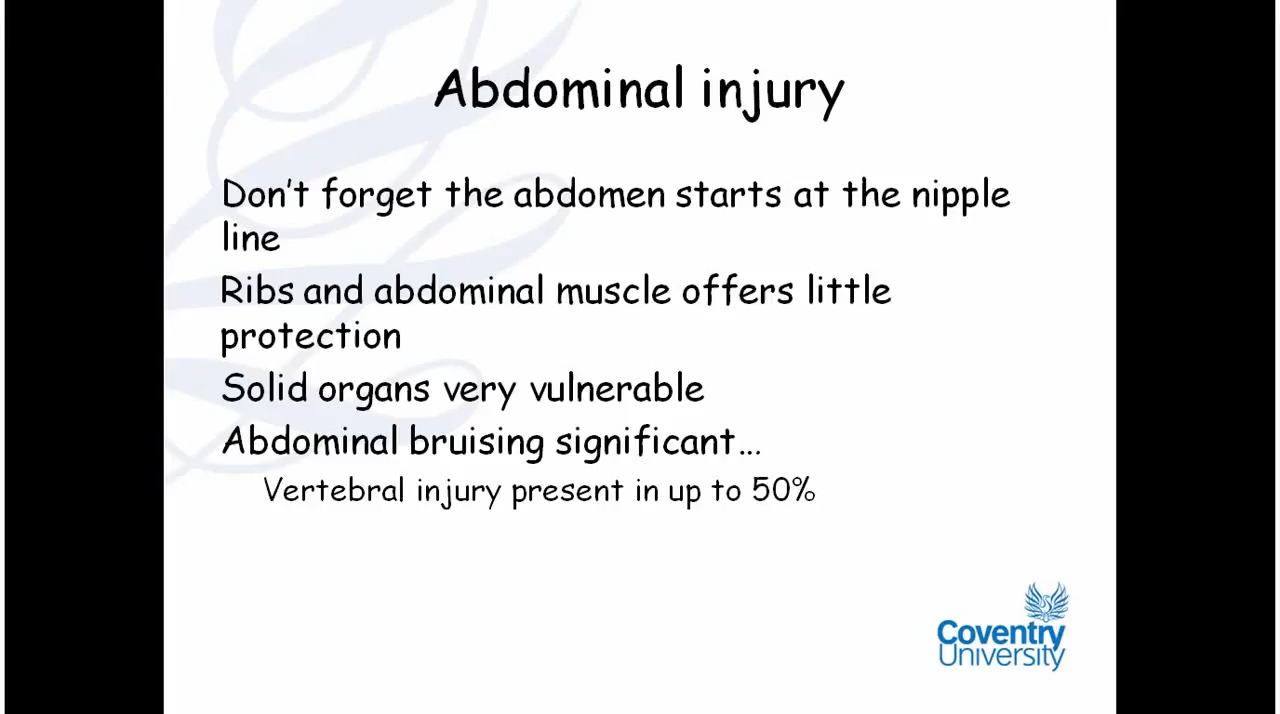 Abdominal injury
Don't forget the abdomen starts at the nipple
line
Ribs and abdominal muscle offers little
protection
Solid organs very vulnerable
Abdominal bruising significant…
Vertebral injury present in up to 50%
Coventry
University